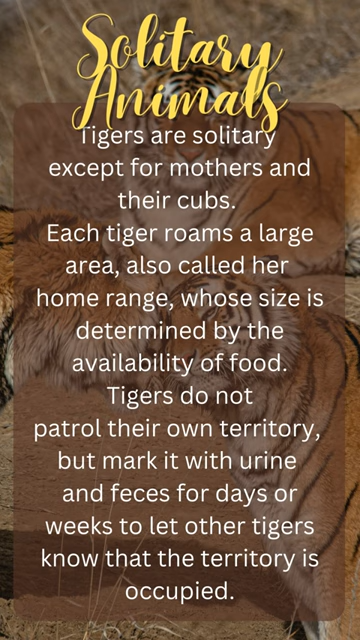 Solitary
Animals
Tigers are solitary
except for mothers and
their cubs.
Each tiger roams a large
area, also called her
home range, whose size is
determined by the
availability of food.
Tigers do not
patrol their own territory,
but mark it with urine
and feces for days or
weeks to let other tigers
know that the territory is
occupied.